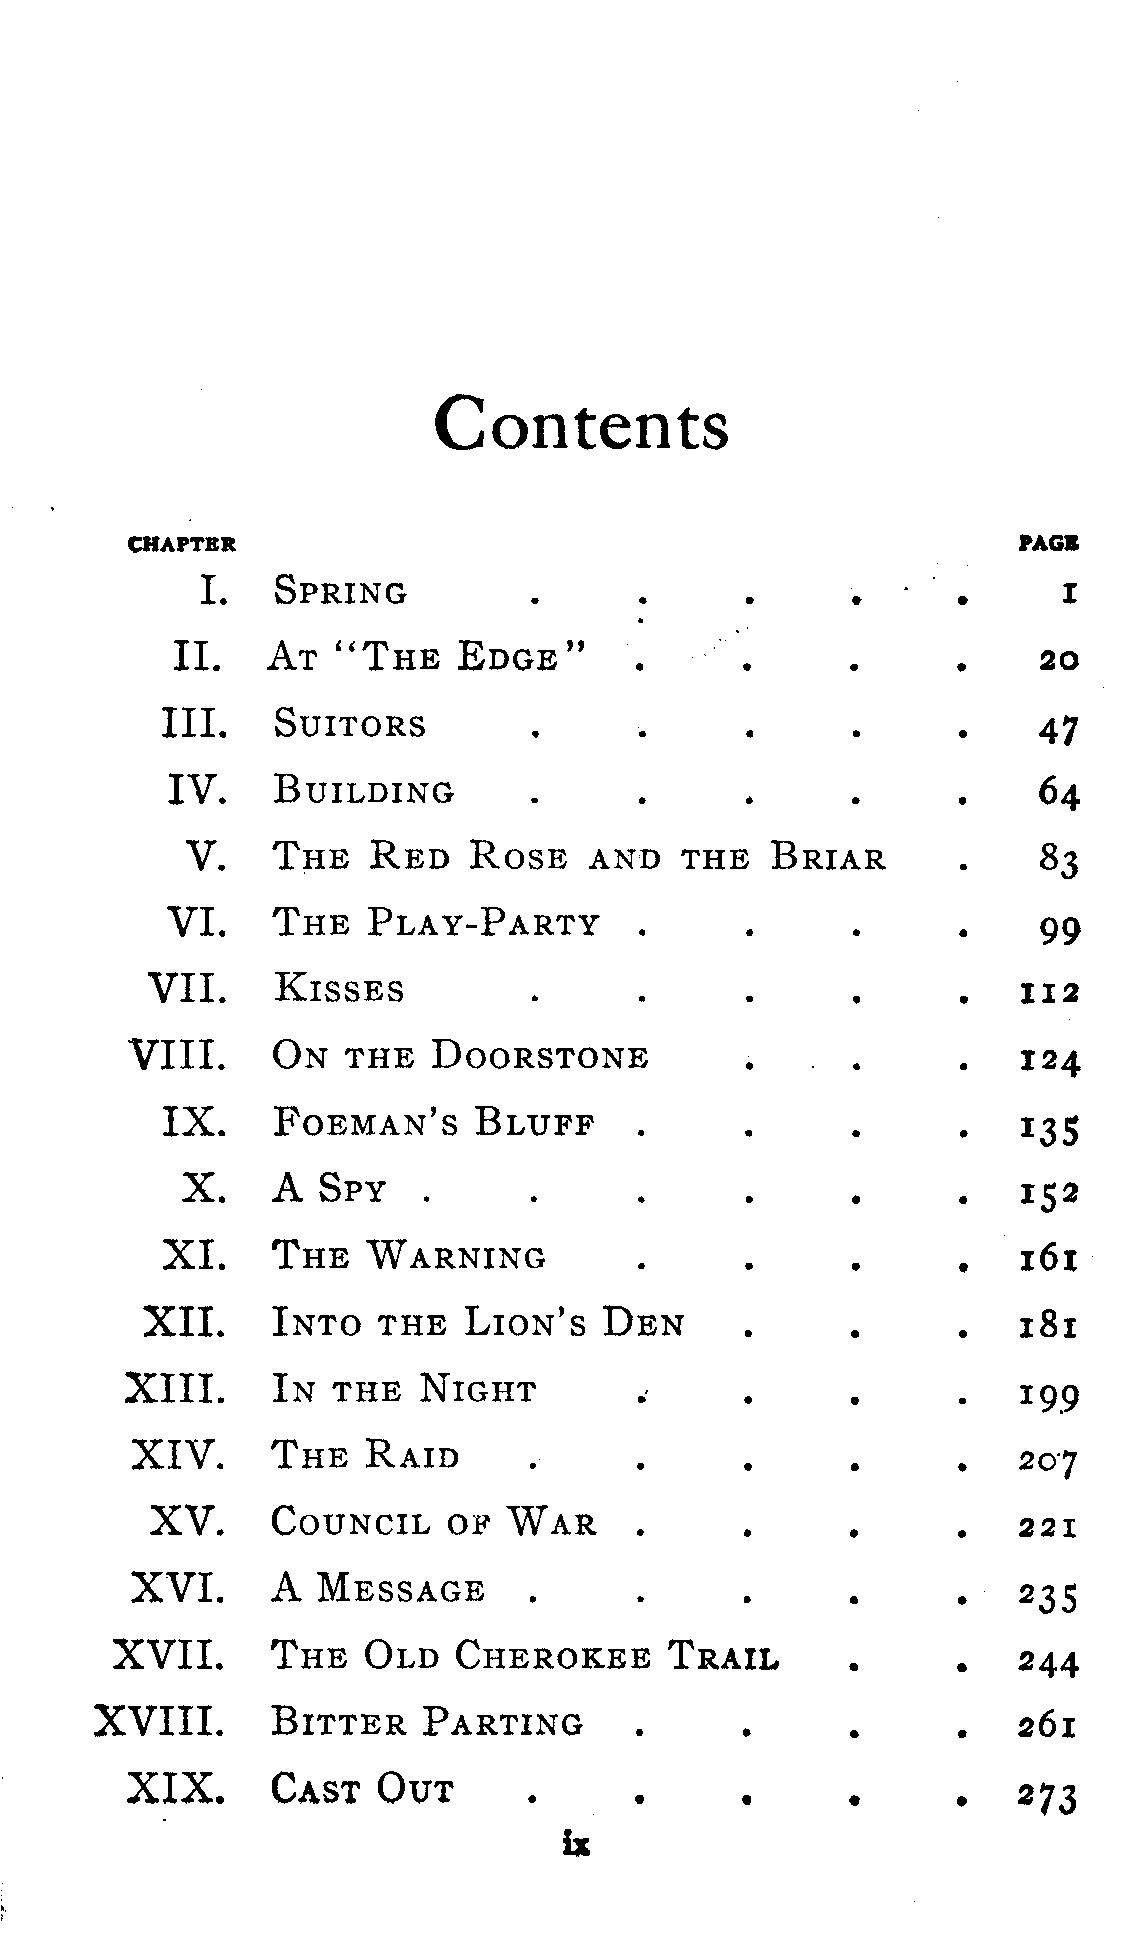 Contents
CHAPTER PAGE
I. SPRING . . . . . 1
II. AT "THE EDGE" . . . . 20
III. SUITORS . . . . . 47
IV. BUILDING . . . . . 64
V. THE RED ROSE AND THE BRIAR . 83
VI. THE PLAY-PARTY . . . . 99
VII. KISSES . . . . . 112
VIII. ON THE DOORSTONE . . . 124
IX. FOEMAN'S BLUFF . . . . 135
X. A SPY . . . . . . 152
XI. THE WARNING . . . . 161
XII. INTO THE LION'S DEN . . . 181
XIII. IN THE NIGHT . . . . 199
XIV. THE RAID . . . . . 207
XV. COUNCIL OF WAR . . . . 221
XVI. A MESSAGE . . . . . 235
XVII. THE OLD CHEROKEE TRAIL . . 244
XVIII. BITTER PARTING . . . . 261
XIX. CAST OUT . . . . . 273
ix